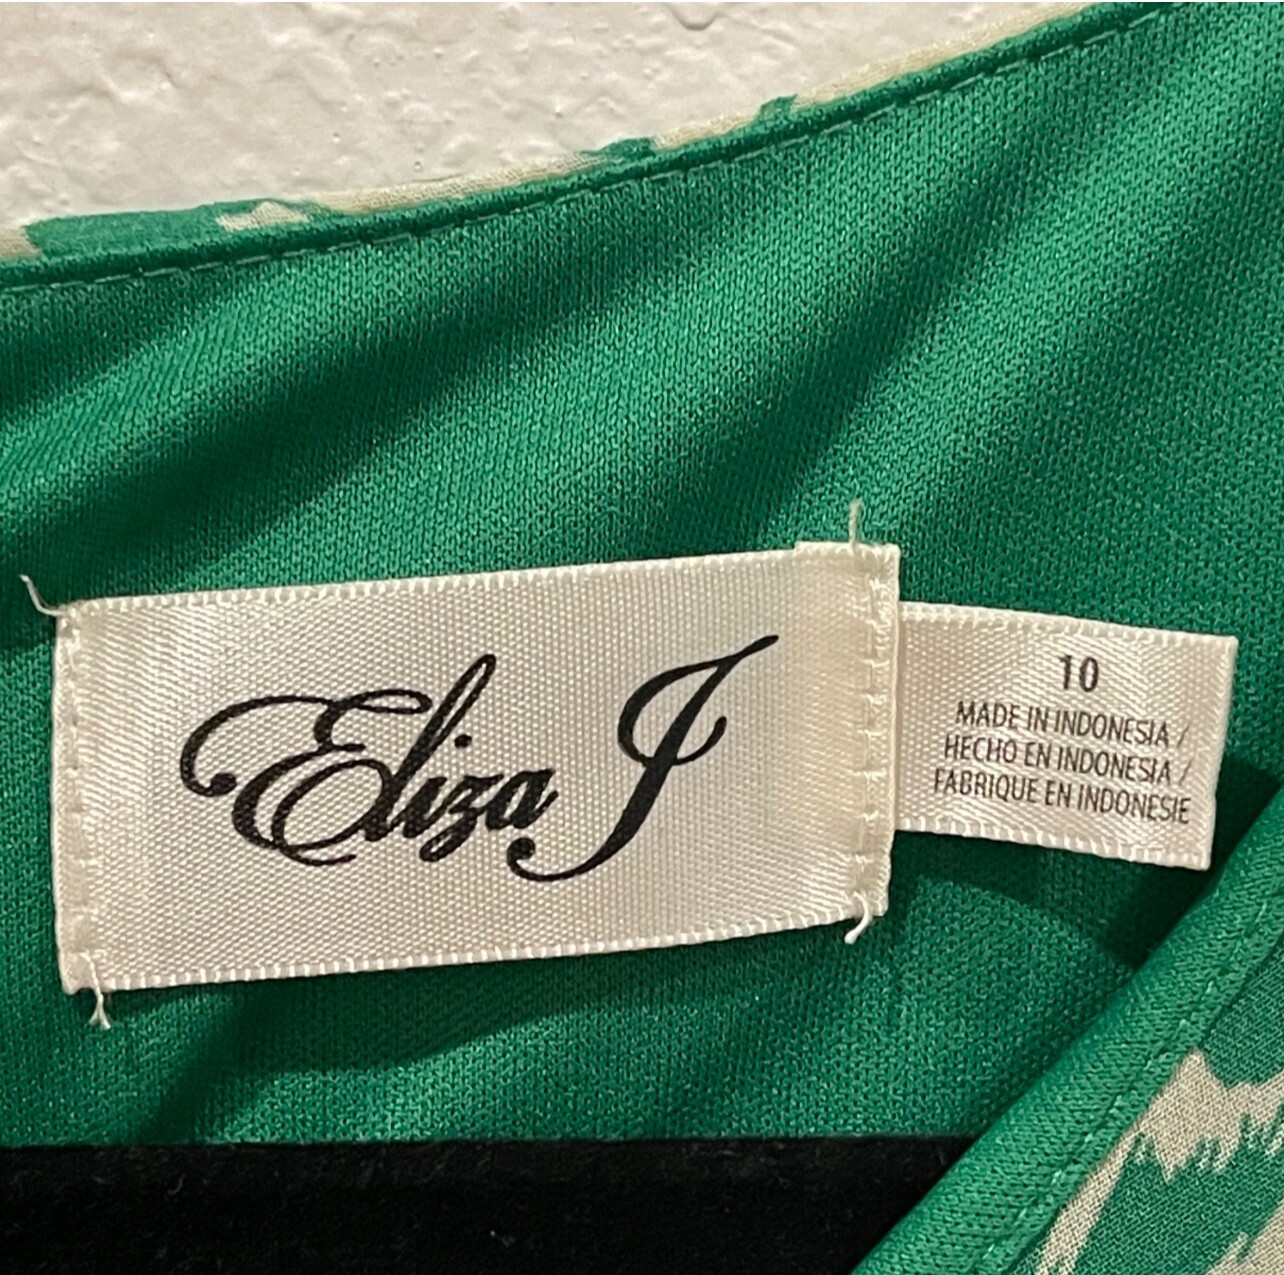 Eliza J
10
MADE IN INDONESIA /
HECHO EN INDONESIA /
FABRIQUE EN INDONESIE